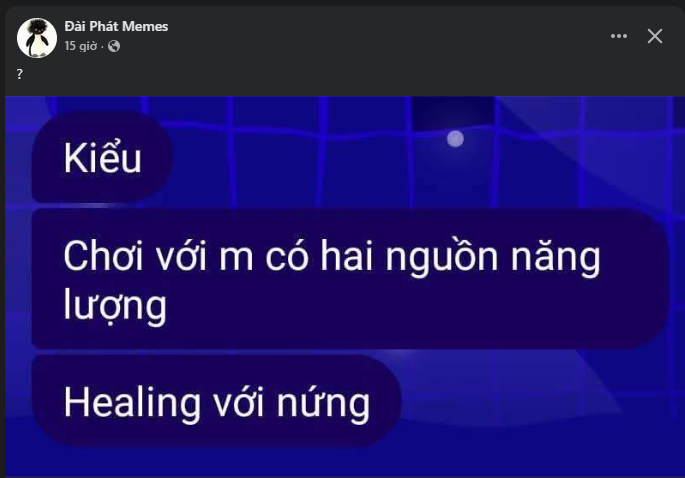 Đài Phát Memes
15 giờ ·
?
Kiểu
Chơi với m có hai nguồn năng
lượng
Healing với nứng